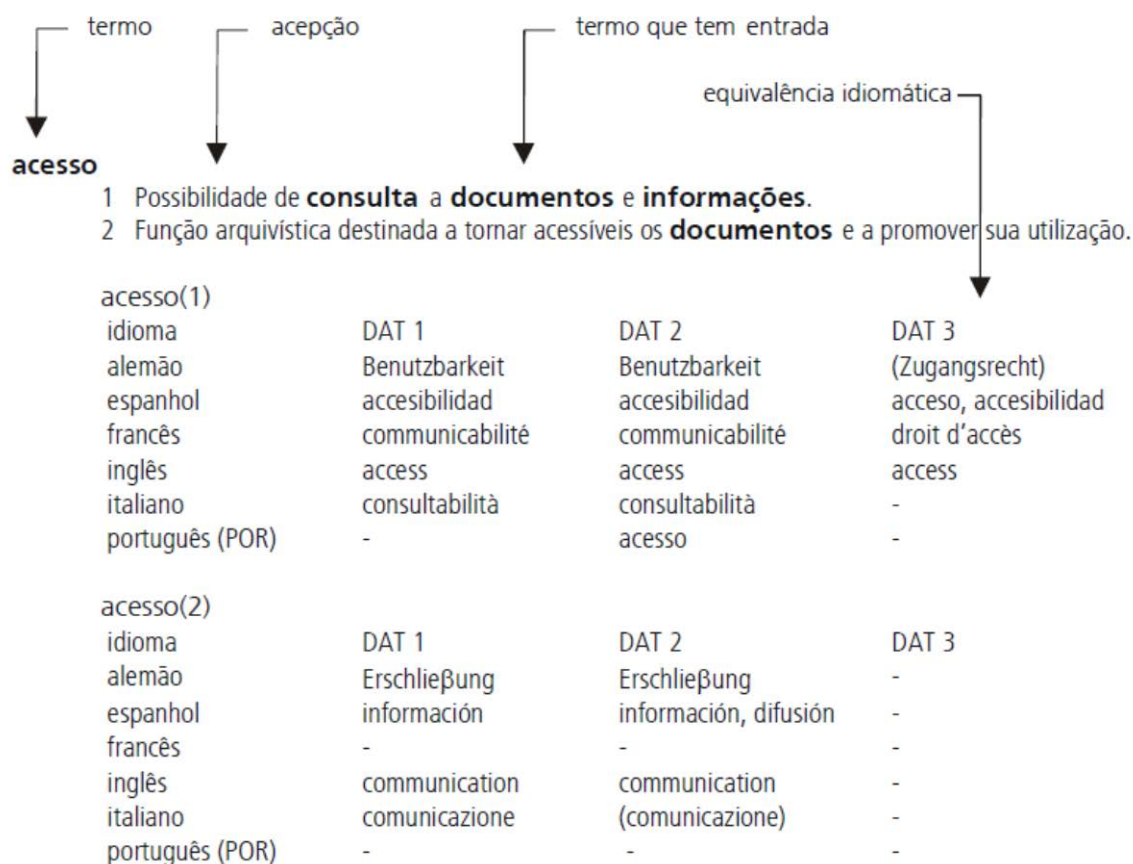 termo acepção termo que tem entrada
equivalência idiomática
acesso
1 Possibilidade de consulta a documentos e informações.
2 Função arquivística destinada a tornar acessíveis os documentos e a promover sua utilização.
acesso(1)
idioma DAT 1 DAT 2 DAT 3
alemão Benutzbarkeit Benutzbarkeit (Zugangsrecht)
espanhol accesibilidad accesibilidad acceso, accesibilidad
francês communicabilité communicabilité droit d’accès
inglês access access access
italiano consultabilità consultabilità -
português (POR) - acesso -
acesso(2)
idioma DAT 1 DAT 2 DAT 3
alemão Erschlieβung Erschlieβung -
espanhol información información, difusión -
francês - - -
inglês communication communication -
italiano comunicazione (comunicazione) -
português (POR) - - -